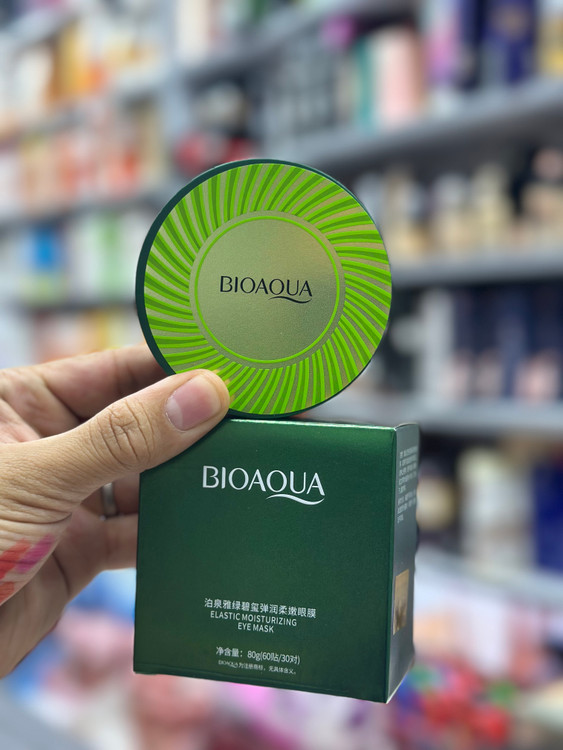 BIOAQUA
BIOAQUA
泊泉雅绿碧玺弹润柔嫩眼膜
ELASTIC MOISTURIZING
EYE MASK
净含量：80g(60贴/30对)